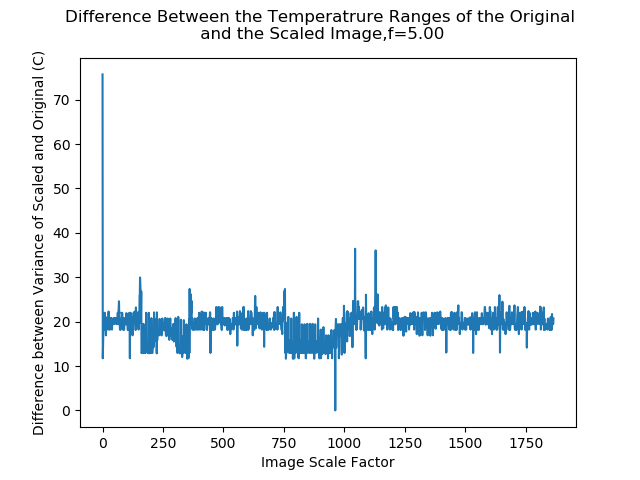 Difference Between the Temperatrure Ranges of the Original
and the Scaled Image,f=5.00
Difference between Variance of Scaled and Original (C)
70
60
50
40
30
20
10
0
0 250 500 750 1000 1250 1500 1750
Image Scale Factor